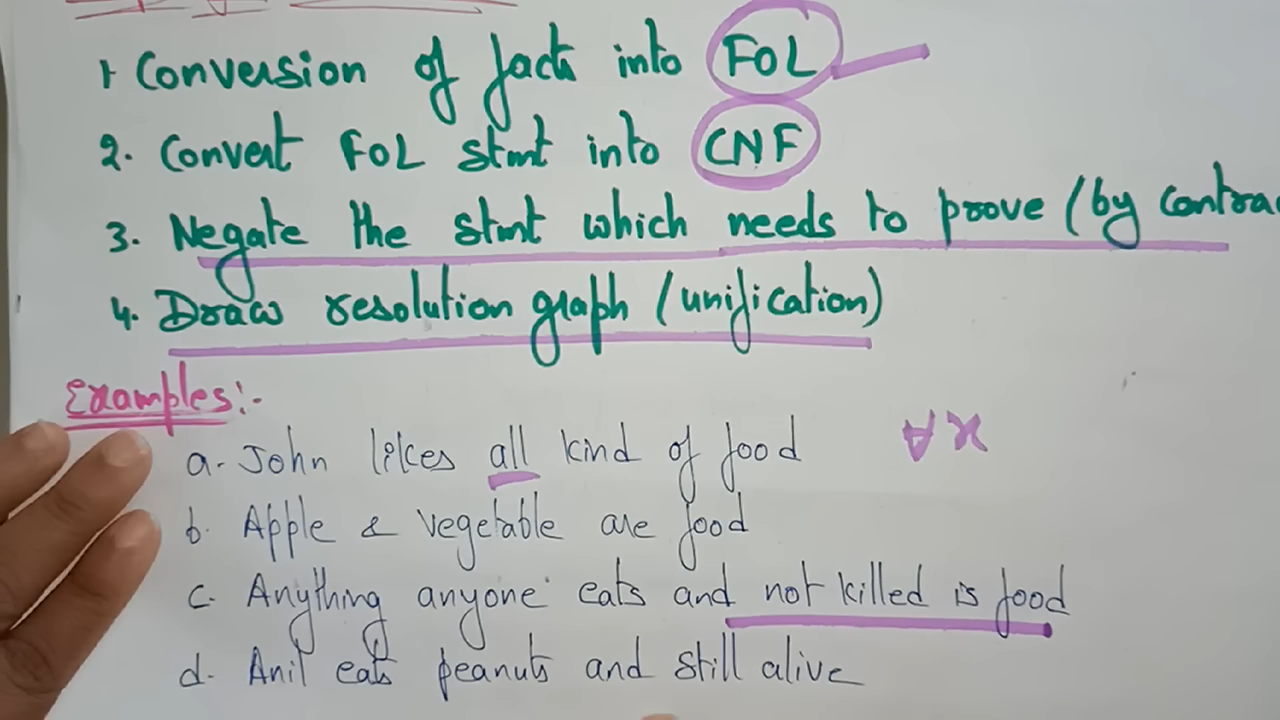 1. Conversion of facts into FOL
2. Convert FOL stmt into CNF
3. Negate the stmt which needs to prove (by contrac
4. Draw resolution graph (unification)
Examples:-
a. John likes all kind of food ∀x
b. Apple & vegetable are food
c. Anything anyone eats and not killed is food
d. Anil eats peanuts and still alive